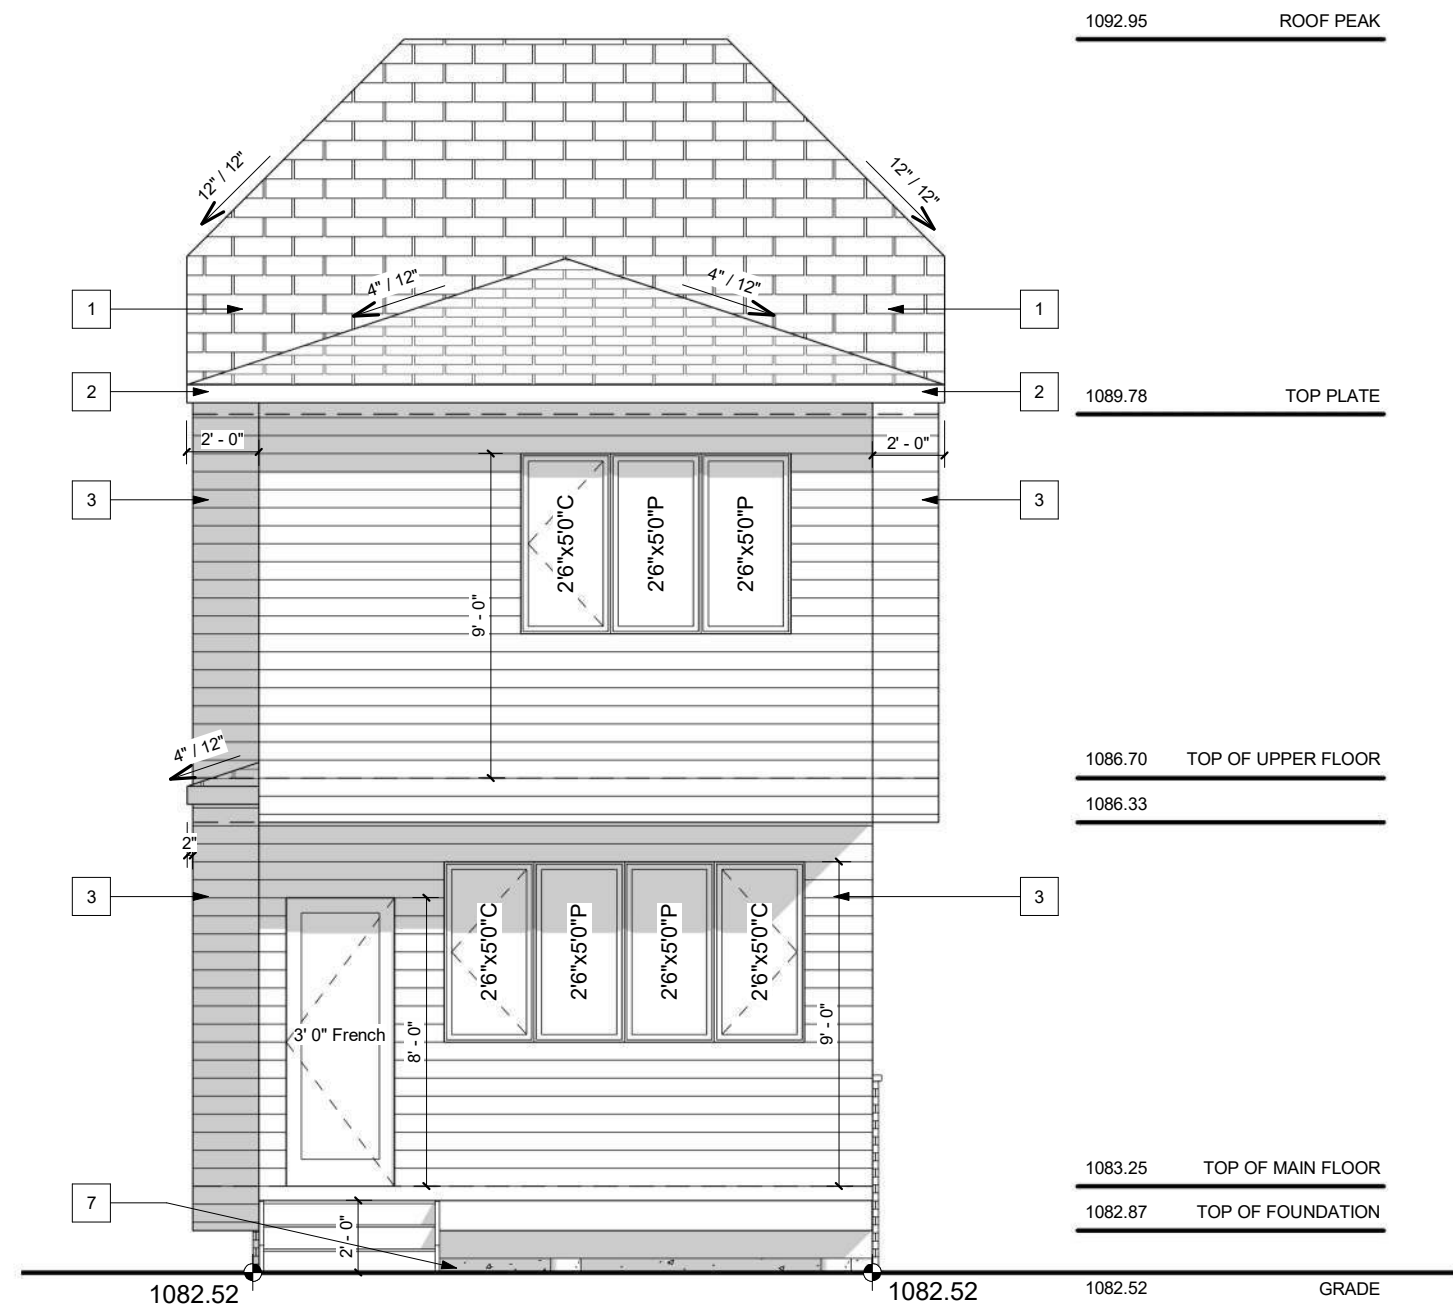 1092.95 ROOF PEAK
12" / 12"
12" / 12"
4" / 12"
4" / 12"
1
1
2
2
1089.78 TOP PLATE
2' - 0"
2' - 0"
3
3
2'6"x5'0"C
2'6"x5'0"P
2'6"x5'0"P
9' - 0"
4" / 12"
1086.70 TOP OF UPPER FLOOR
1086.33
2"
3
3
2'6"x5'0"C
2'6"x5'0"P
2'6"x5'0"P
2'6"x5'0"C
3' 0" French
8' - 0"
9' - 0"
1083.25 TOP OF MAIN FLOOR
7
1082.87 TOP OF FOUNDATION
2' - 0"
1082.52
1082.52
1082.52 GRADE